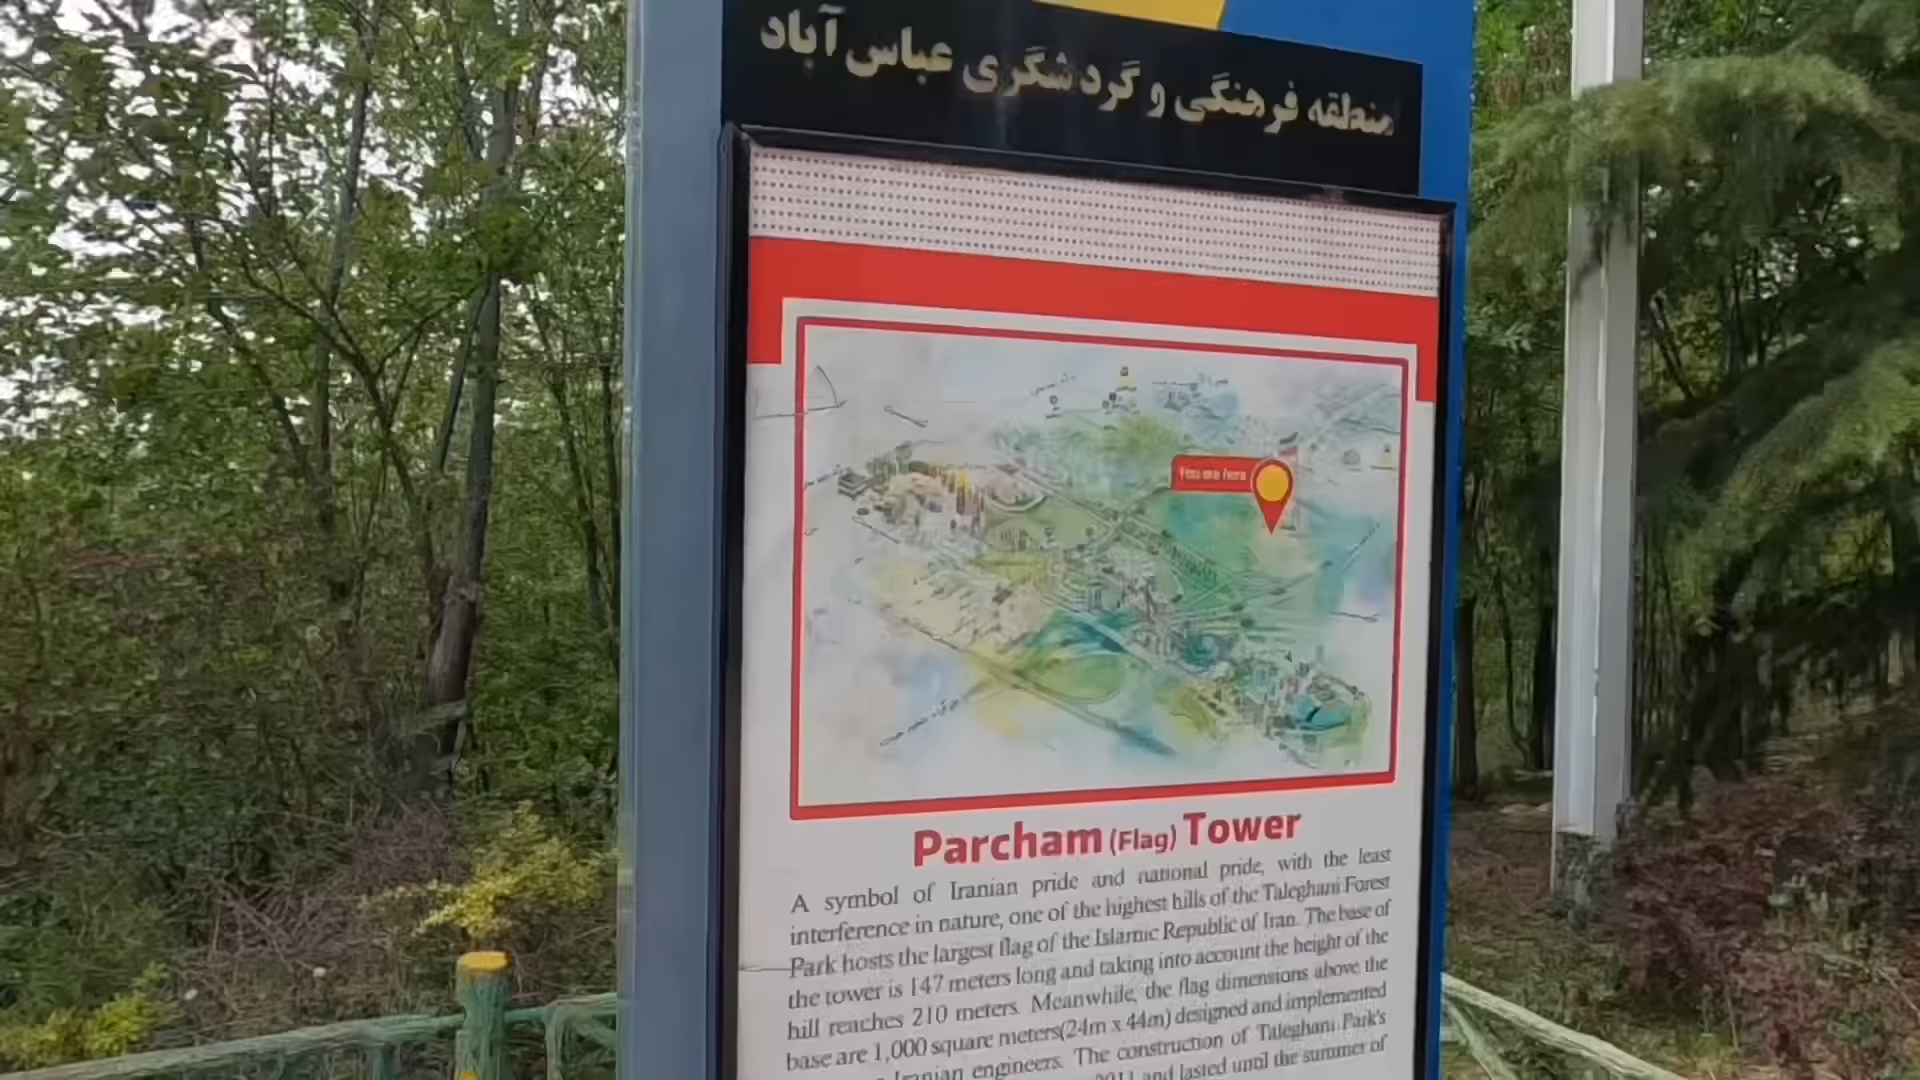 منطقه فرهنگی و گردشگری عباس آباد
You are here
Parcham (Flag) Tower
A symbol of Iranian pride and national pride, with the least
interference in nature, one of the highest hills of the Taleghani Forest
Park hosts the largest flag of the Islamic Republic of Iran. The base of
the tower is 147 meters long and taking into account the height of the
hill reaches 210 meters. Meanwhile, the flag dimensions above the
base are 1,000 square meters(24m x 44m) designed and implemented
Iranian engineers. The construction of Taleghani Park's
2011 and lasted until the summer of